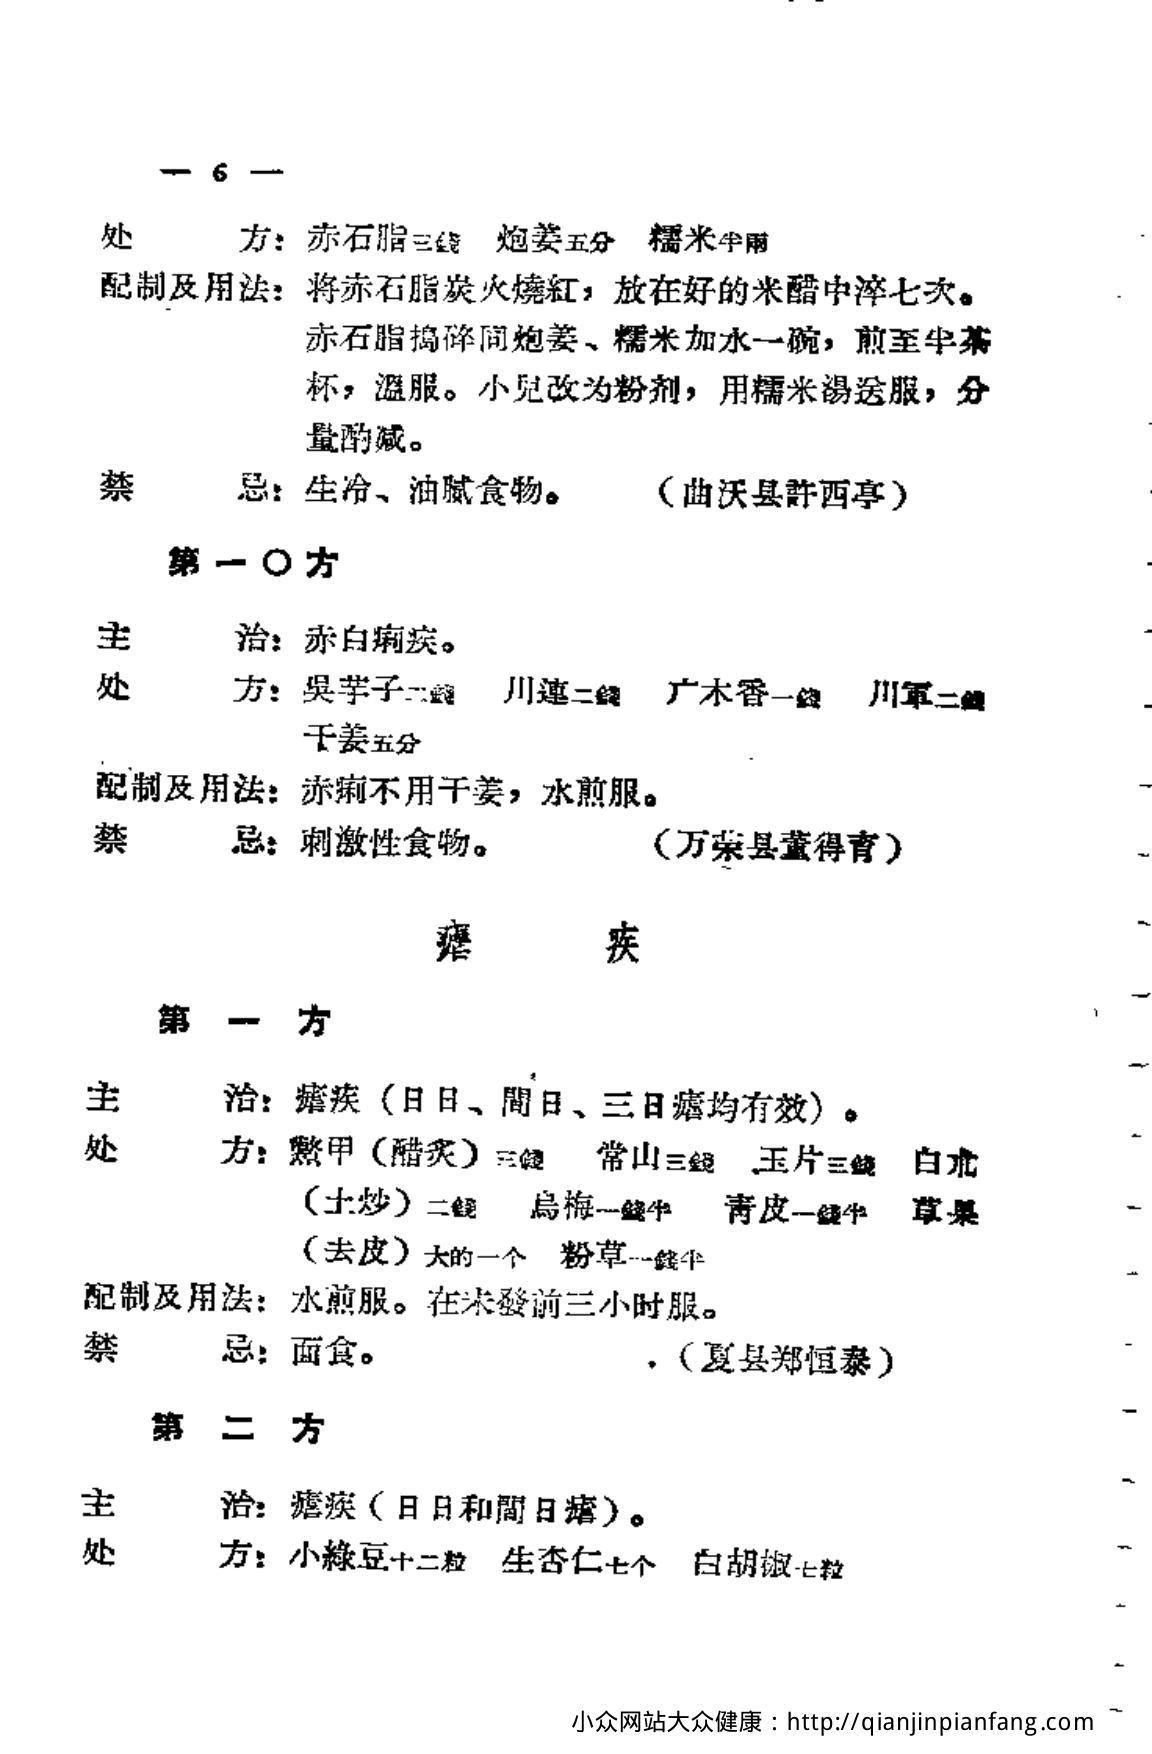 — 6 —
处 方：赤石脂三錢 炮姜五分 糯米半兩
配制及用法：将赤石脂炭火燒紅，放在好的米醋中淬七次。
赤石脂搗碎同炮姜、糯米加水一碗，煎至半茶
杯，溫服。小兒改为粉剂，用糯米湯送服，分
量酌减。
禁 忌：生冷、油腻食物。 （曲沃县許西亭）
第一〇方
主 治：赤白痢疾。
处 方：吳芋子二錢 川連二錢 广木香一錢 川軍二錢
干姜五分
配制及用法：赤痢不用干姜，水煎服。
禁 忌：刺激性食物。 （万荣县董得育）
瘧 疾
第 一 方
主 治：瘧疾（日日、間日、三日瘧均有效）。
处 方：鱉甲（醋炙）三錢 常山三錢 玉片三錢 白朮
（土炒）二錢 烏梅一錢半 青皮一錢半 草果
（去皮）大的一个 粉草一錢半
配制及用法：水煎服。在未發前三小时服。
禁 忌：面食。 （夏县郑恒泰）
第 二 方
主 治：瘧疾（日日和間日瘧）。
处 方：小綠豆十二粒 生杏仁七个 白胡椒七粒
小众网站大众健康：http://qianjinpianfang.com